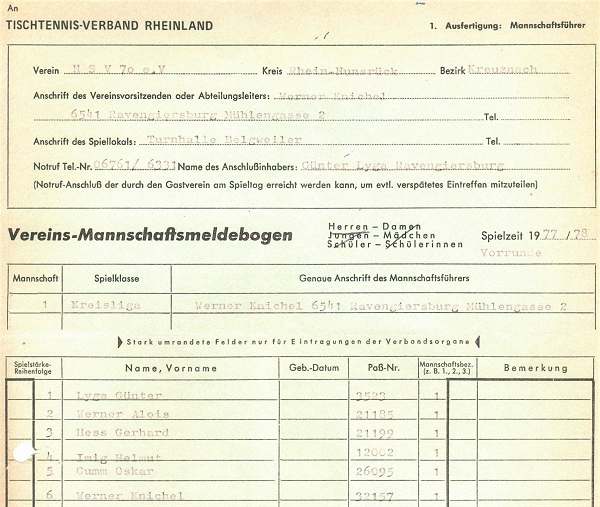 An
TISCHTENNIS-VERBAND RHEINLAND
1. Ausfertigung: Mannschaftsführer
Verein H S V 7o e.V Kreis Rhein-Hunsrück Bezirk Kreuznach
Anschrift des Vereinsvorsitzenden oder Abteilungsleiters: Werner Knichel
6541 Ravengiersburg Mühlengasse 2 Tel.
Anschrift des Spiellokals: Turnhalle Belgweiler Tel.
Notruf Tel.-Nr. 06761/ 6331 Name des Anschlußinhabers: Günter Lyga Ravengiersburg
(Notruf-Anschluß der durch den Gastverein am Spieltag erreicht werden kann, um evtl. verspätetes Eintreffen mitzuteilen)
Vereins-Mannschaftsmeldebogen
Herren – Damen
Jungen – Mädchen
Schüler – Schülerinnen
Spielzeit 19 77 / 78
Vorrunde
Mannschaft Spielklasse Genaue Anschrift des Mannschaftsführers
1 Kreisliga Werner Knichel 6541 Ravengiersburg Mühlengasse 2
Stark umrandete Felder nur für Eintragungen der Verbandsorgane
Spielstärke-Reihenfolge Name, Vorname Geb.-Datum Paß-Nr. Mannschaftsbez. (z. B. 1., 2., 3.) Bemerkung
1 Lyga Günter 3523 1
2 Werner Alois 21185 1
3 Hess Gerhard 21199 1
4 Imig Helmut 12002 1
5 Gumm Oskar 26095 1
6 Werner Knichel 32157 1